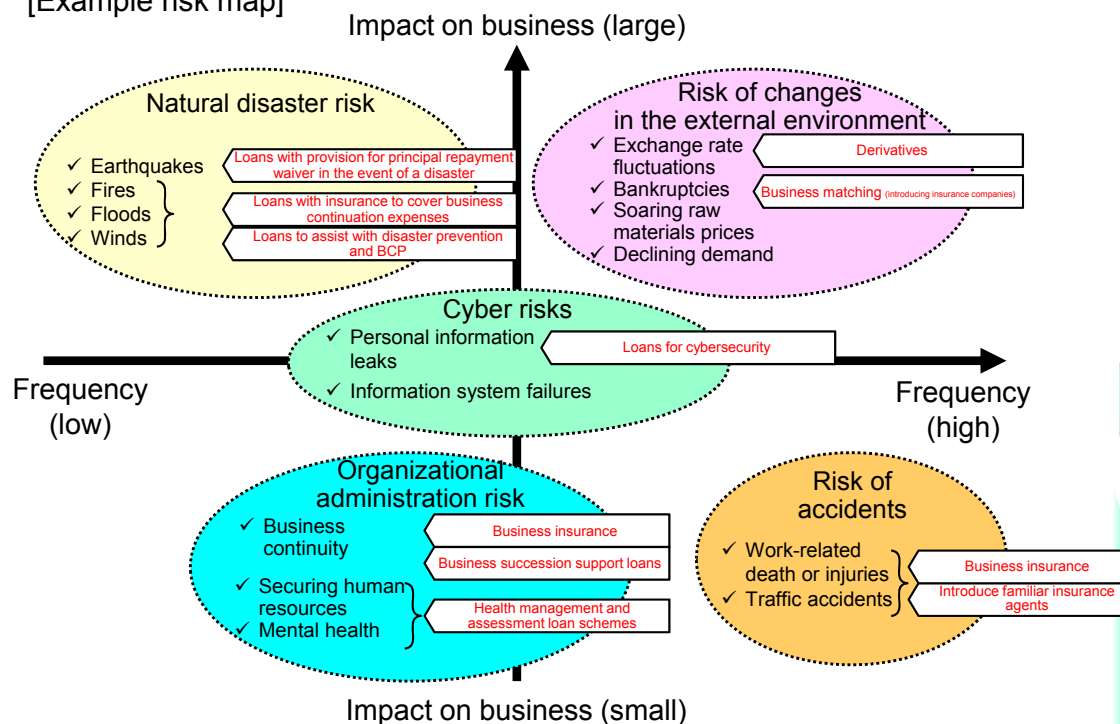 [Example risk map]
Impact on business (large)
Natural disaster risk
✓ Earthquakes
✓ Fires
✓ Floods
✓ Winds
Loans with provision for principal repayment
waiver in the event of a disaster
Loans with insurance to cover business
continuation expenses
Loans to assist with disaster prevention
and BCP
Risk of changes
in the external environment
✓ Exchange rate
fluctuations
✓ Bankruptcies
✓ Soaring raw
materials prices
✓ Declining demand
Derivatives
Business matching (introducing insurance companies)
Cyber risks
✓ Personal information
leaks
✓ Information system failures
Loans for cybersecurity
Frequency
(low)
Frequency
(high)
Organizational
administration risk
✓ Business
continuity
✓ Securing human
resources
✓ Mental health
Business insurance
Business succession support loans
Health management and
assessment loan schemes
Risk of
accidents
✓ Work-related
death or injuries
✓ Traffic accidents
Business insurance
Introduce familiar insurance
agents
Impact on business (small)